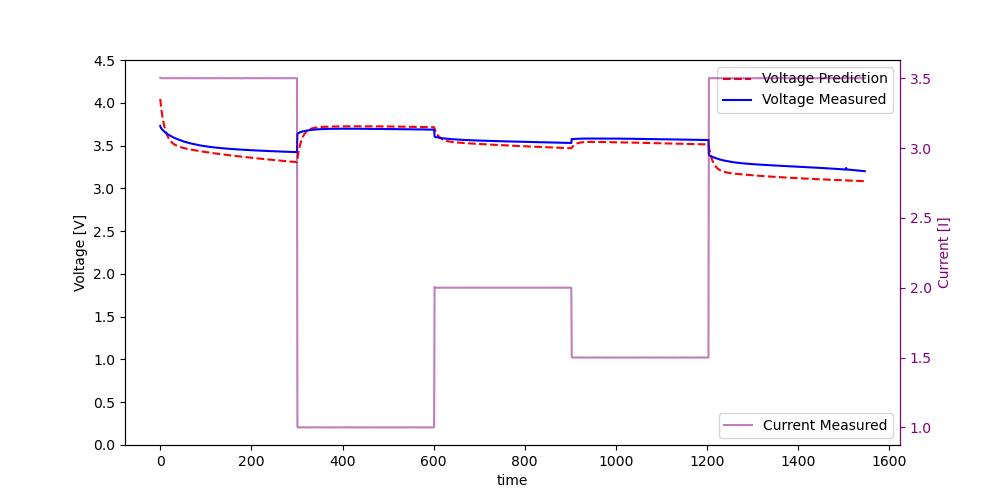 4.5
4.0
3.5
3.0
2.5
2.0
1.5
1.0
0.5
0.0
Voltage [V]
0 200 400 600 800 1000 1200 1400 1600
time
Voltage Prediction
Voltage Measured
Current Measured
3.5
3.0
2.5
2.0
1.5
1.0
Current [I]